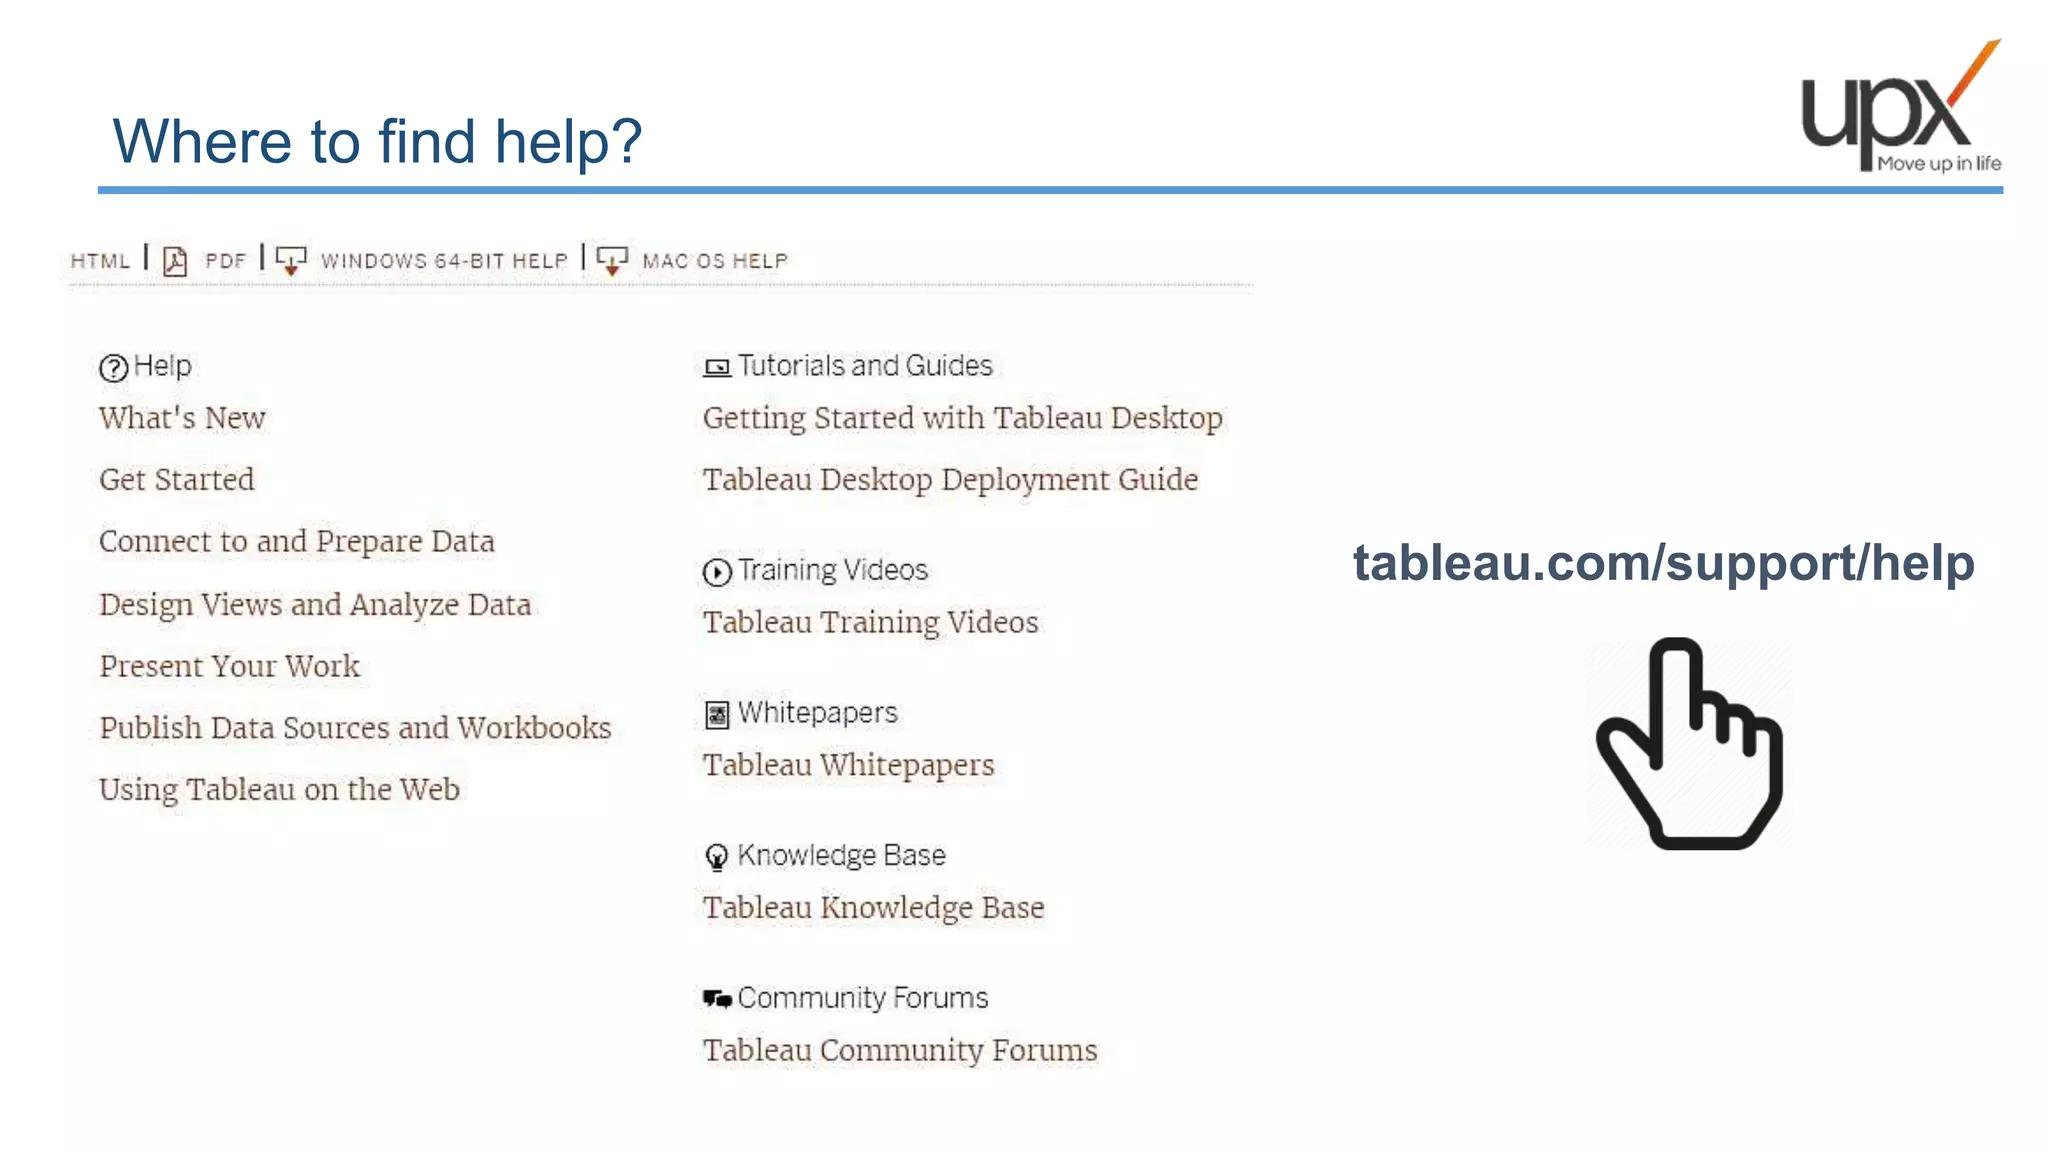 upx
Move up in life
Where to find help?
HTML | PDF | WINDOWS 64-BIT HELP | MAC OS HELP
Help
What's New
Get Started
Connect to and Prepare Data
Design Views and Analyze Data
Present Your Work
Publish Data Sources and Workbooks
Using Tableau on the Web
Tutorials and Guides
Getting Started with Tableau Desktop
Tableau Desktop Deployment Guide
Training Videos
Tableau Training Videos
Whitepapers
Tableau Whitepapers
Knowledge Base
Tableau Knowledge Base
Community Forums
Tableau Community Forums
tableau.com/support/help